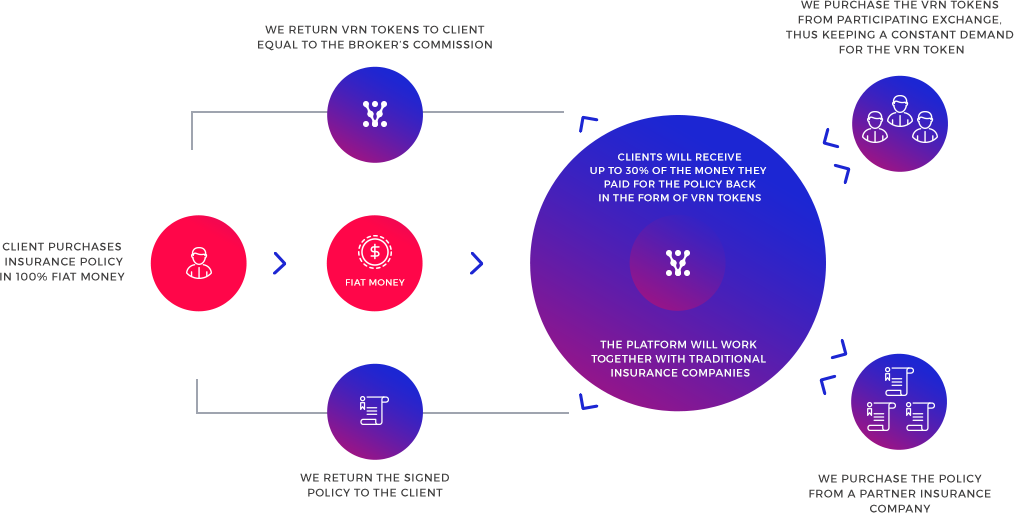 WE RETURN VRN TOKENS TO CLIENT
EQUAL TO THE BROKER'S COMMISSION
WE PURCHASE THE VRN TOKENS
FROM PARTICIPATING EXCHANGE,
THUS KEEPING A CONSTANT DEMAND
FOR THE VRN TOKEN
CLIENT PURCHASES
INSURANCE POLICY
IN 100% FIAT MONEY
FIAT MONEY
CLIENTS WILL RECEIVE
UP TO 30% OF THE MONEY THEY
PAID FOR THE POLICY BACK
IN THE FORM OF VRN TOKENS
THE PLATFORM WILL WORK
TOGETHER WITH TRADITIONAL
INSURANCE COMPANIES
WE RETURN THE SIGNED
POLICY TO THE CLIENT
WE PURCHASE THE POLICY
FROM A PARTNER INSURANCE
COMPANY